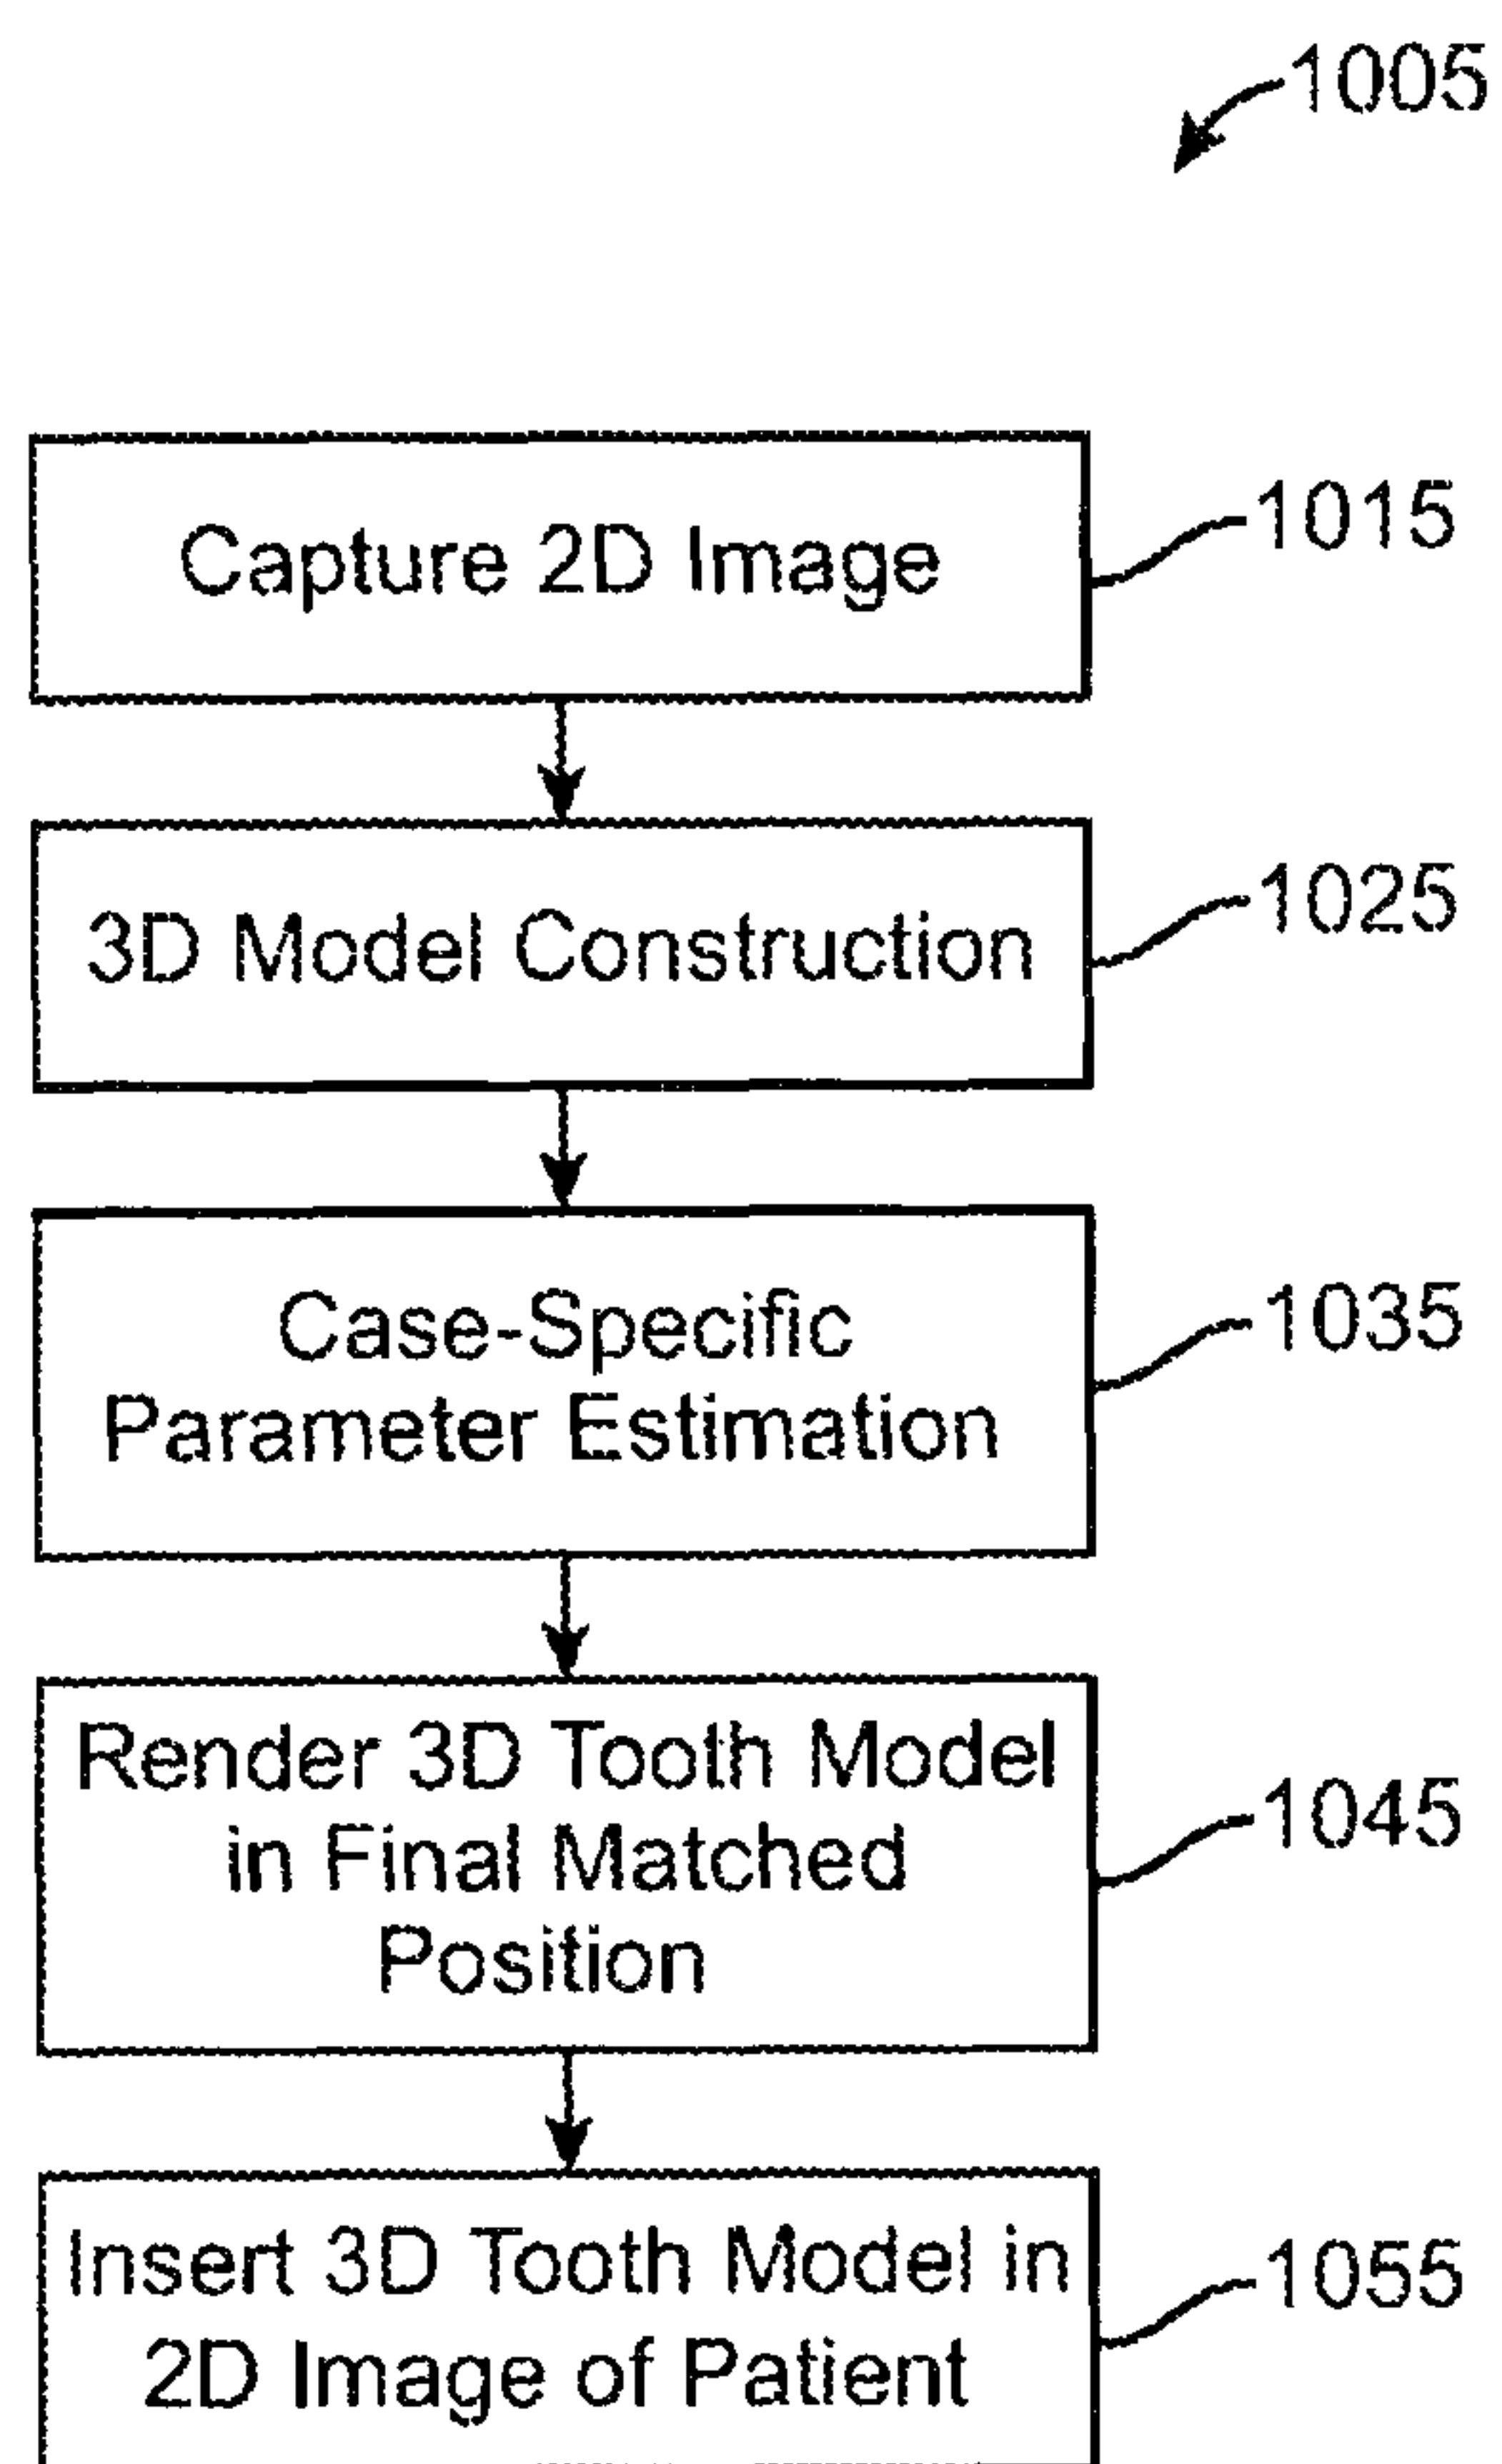 1005
Capture 2D Image
1015
3D Model Construction
1025
Case-Specific
Parameter Estimation
1035
Render 3D Tooth Model
in Final Matched
Position
1045
Insert 3D Tooth Model in
2D Image of Patient
1055